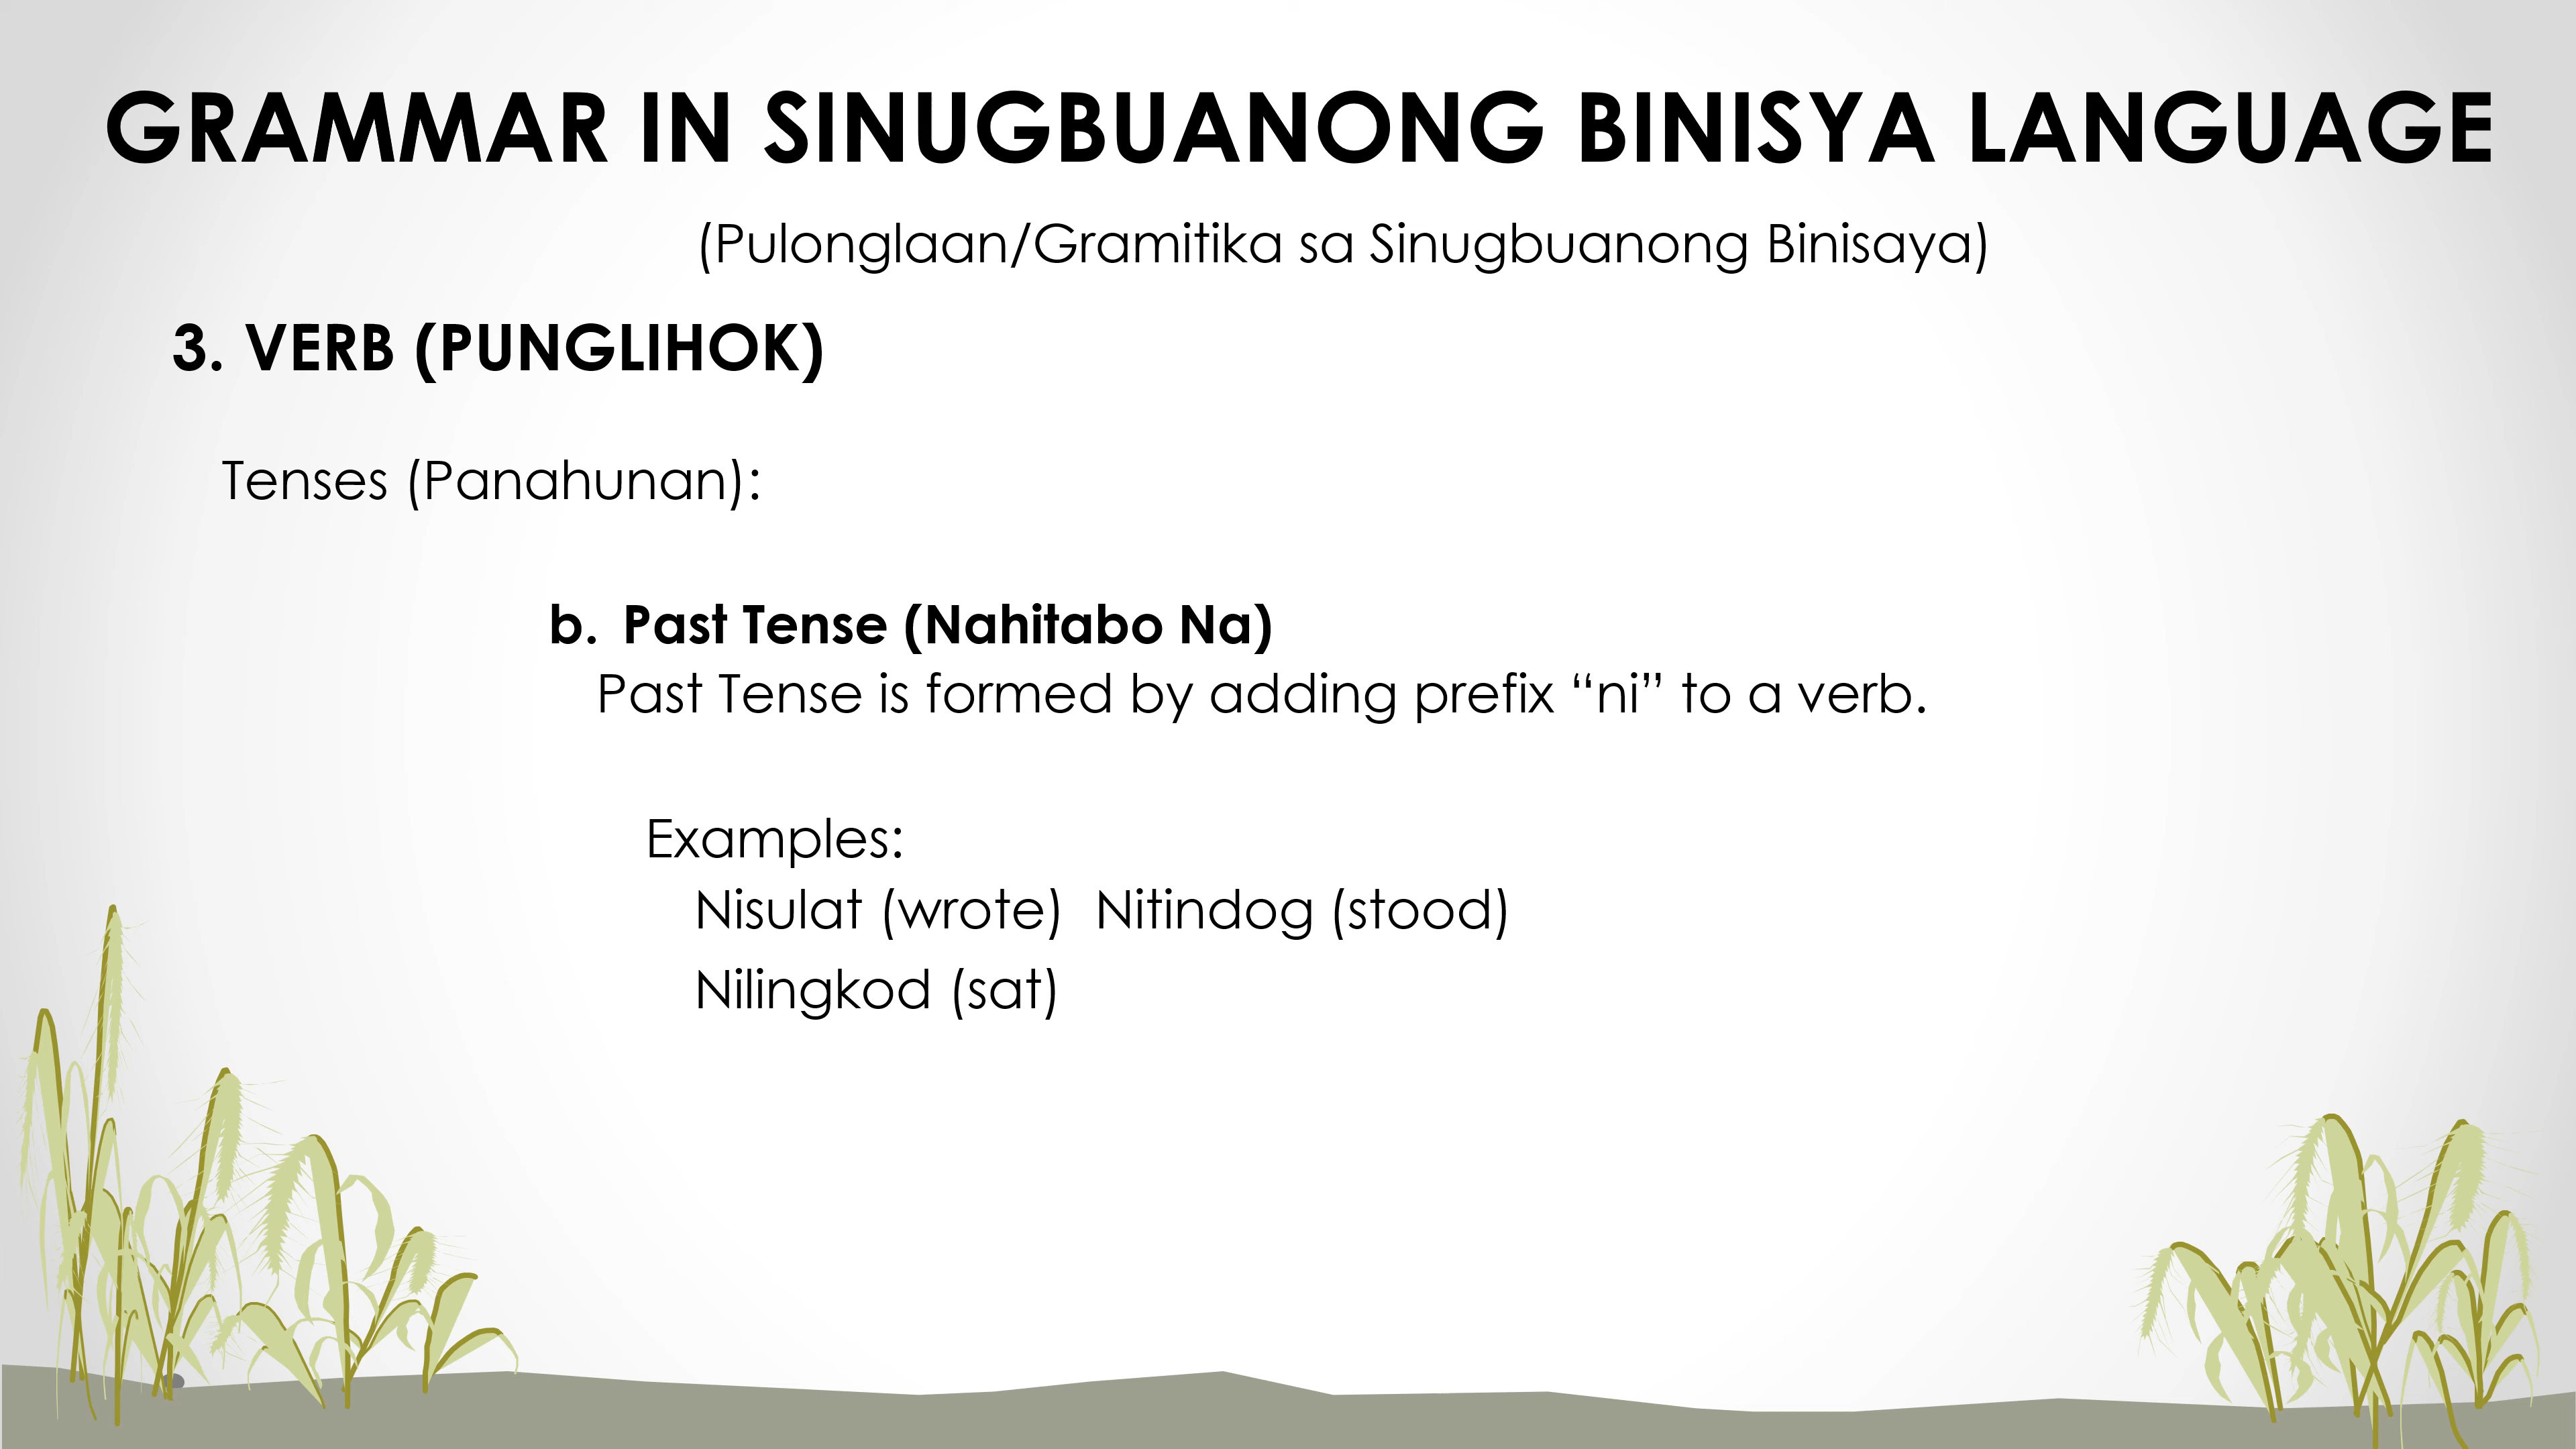 GRAMMAR IN SINUGBUANONG BINISYA LANGUAGE
(Pulonglaan/Gramitika sa Sinugbuanong Binisaya)
3. VERB (PUNGLIHOK)
Tenses (Panahunan):
b. Past Tense (Nahitabo Na)
Past Tense is formed by adding prefix “ni” to a verb.
Examples:
Nisulat (wrote) Nitindog (stood)
Nilingkod (sat)